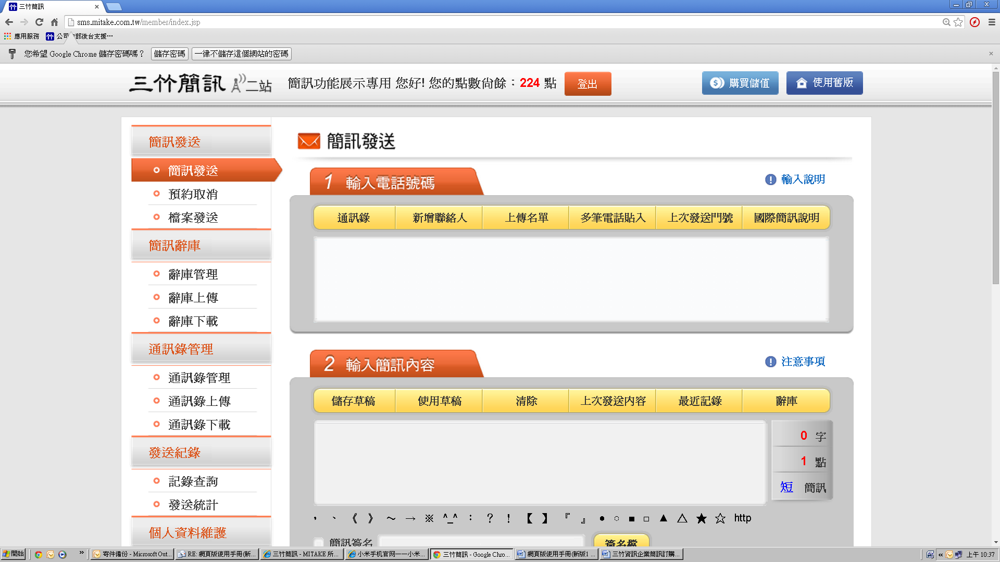 三竹簡訊
sms.mitake.com.tw/member/index.jsp
應用服務 公司 部後台支援…
您希望 Google Chrome 儲存密碼嗎？ 儲存密碼 一律不儲存這個網站的密碼
三竹簡訊 二站 簡訊功能展示專用 您好! 您的點數尚餘：224 點 登出 購買儲值 使用舊版
簡訊發送
簡訊發送
預約取消
檔案發送
簡訊辭庫
辭庫管理
辭庫上傳
辭庫下載
通訊錄管理
通訊錄管理
通訊錄上傳
通訊錄下載
發送紀錄
記錄查詢
發送統計
個人資料維護
簡訊發送
1 輸入電話號碼 輸入說明
通訊錄 新增聯絡人 上傳名單 多筆電話貼入 上次發送門號 國際簡訊說明
2 輸入簡訊內容 注意事項
儲存草稿 使用草稿 清除 上次發送內容 最近記錄 辭庫
0 字
1 點
短 簡訊
， 、 《 》 ～ → ※ ^_^ ： ？ ！ 【 】 『 』 ● ○ ■ □ ▲ △ ★ ☆ http
簡訊簽名 簽名檔
開始 » 寄件備份 - Microsoft Out... RE: 網頁版使用手冊(新... 三竹簡訊 - MITAKE 所... 小米手机官网——小米... 三竹簡訊 - Google Chro... 網頁版使用手冊(新版1 ... 三竹資訊企業簡訊訂購... « 上午 10:37